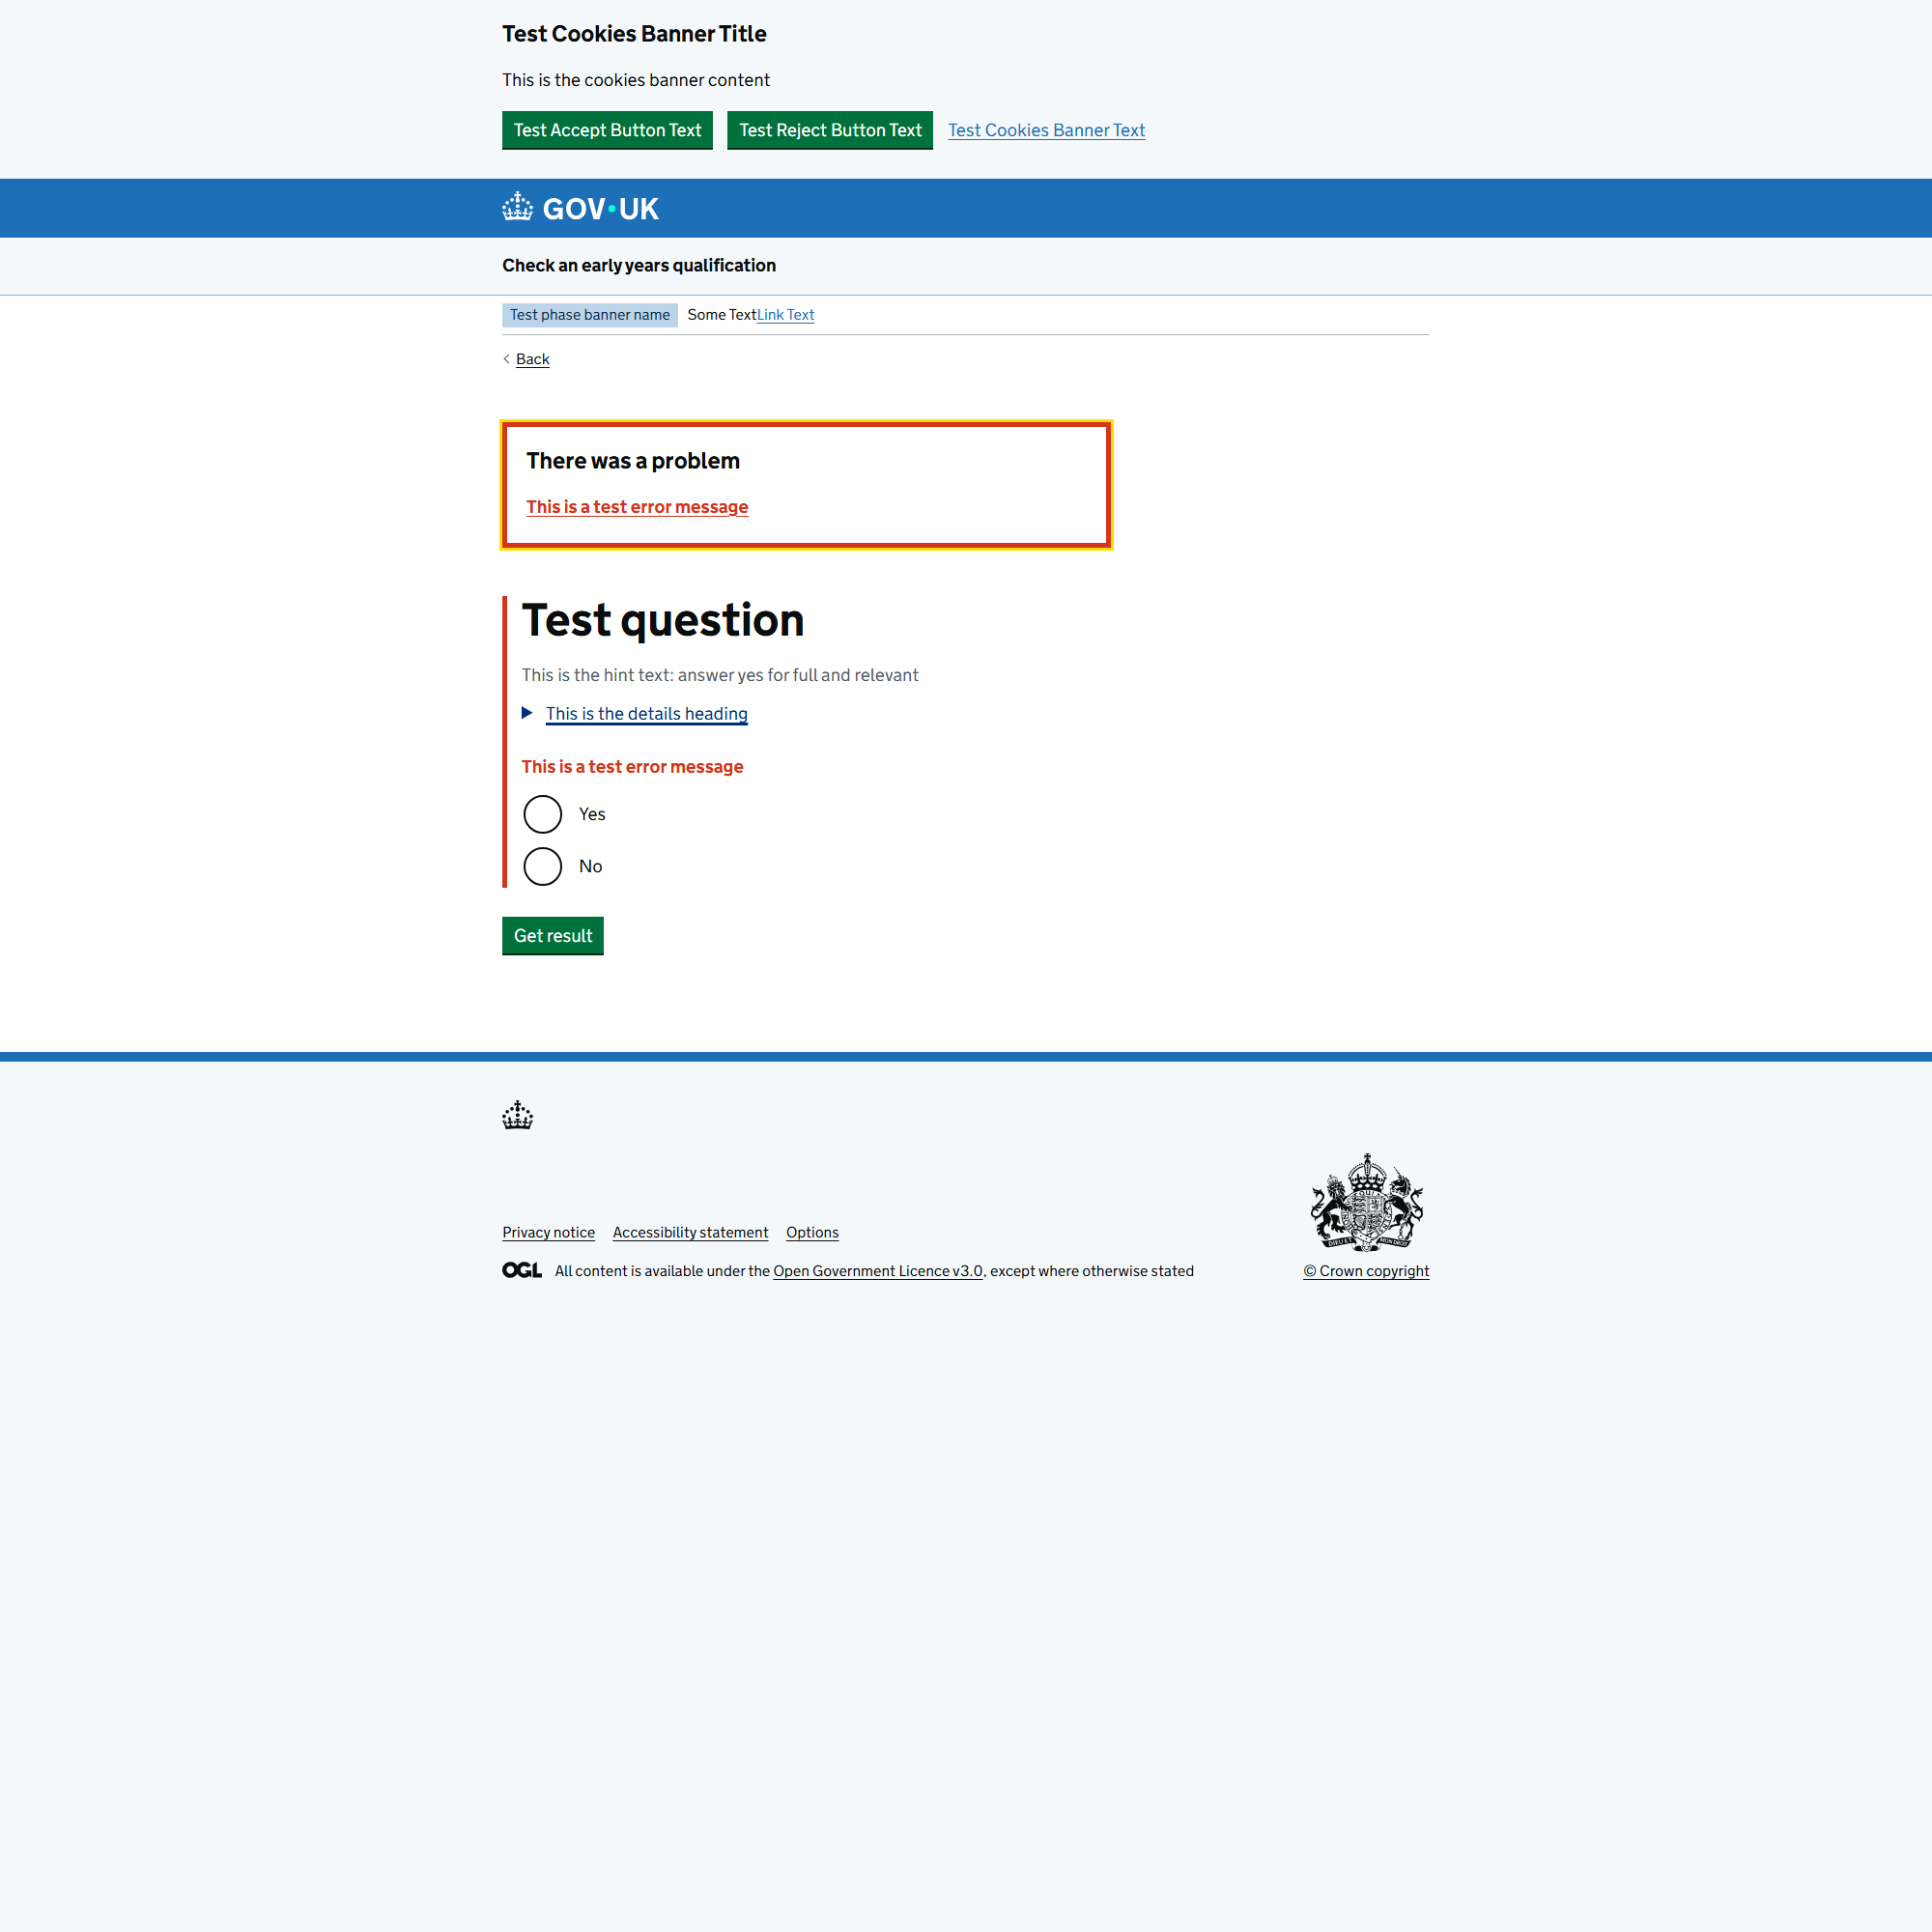 Test Cookies Banner Title
This is the cookies banner content
Test Accept Button Text Test Reject Button Text Test Cookies Banner Text
GOV·UK
Check an early years qualification
Test phase banner name Some TextLink Text
Back
There was a problem
This is a test error message
Test question
This is the hint text: answer yes for full and relevant
This is the details heading
This is a test error message
Yes
No
Get result
Privacy notice Accessibility statement Options
OGL All content is available under the Open Government Licence v3.0, except where otherwise stated
© Crown copyright